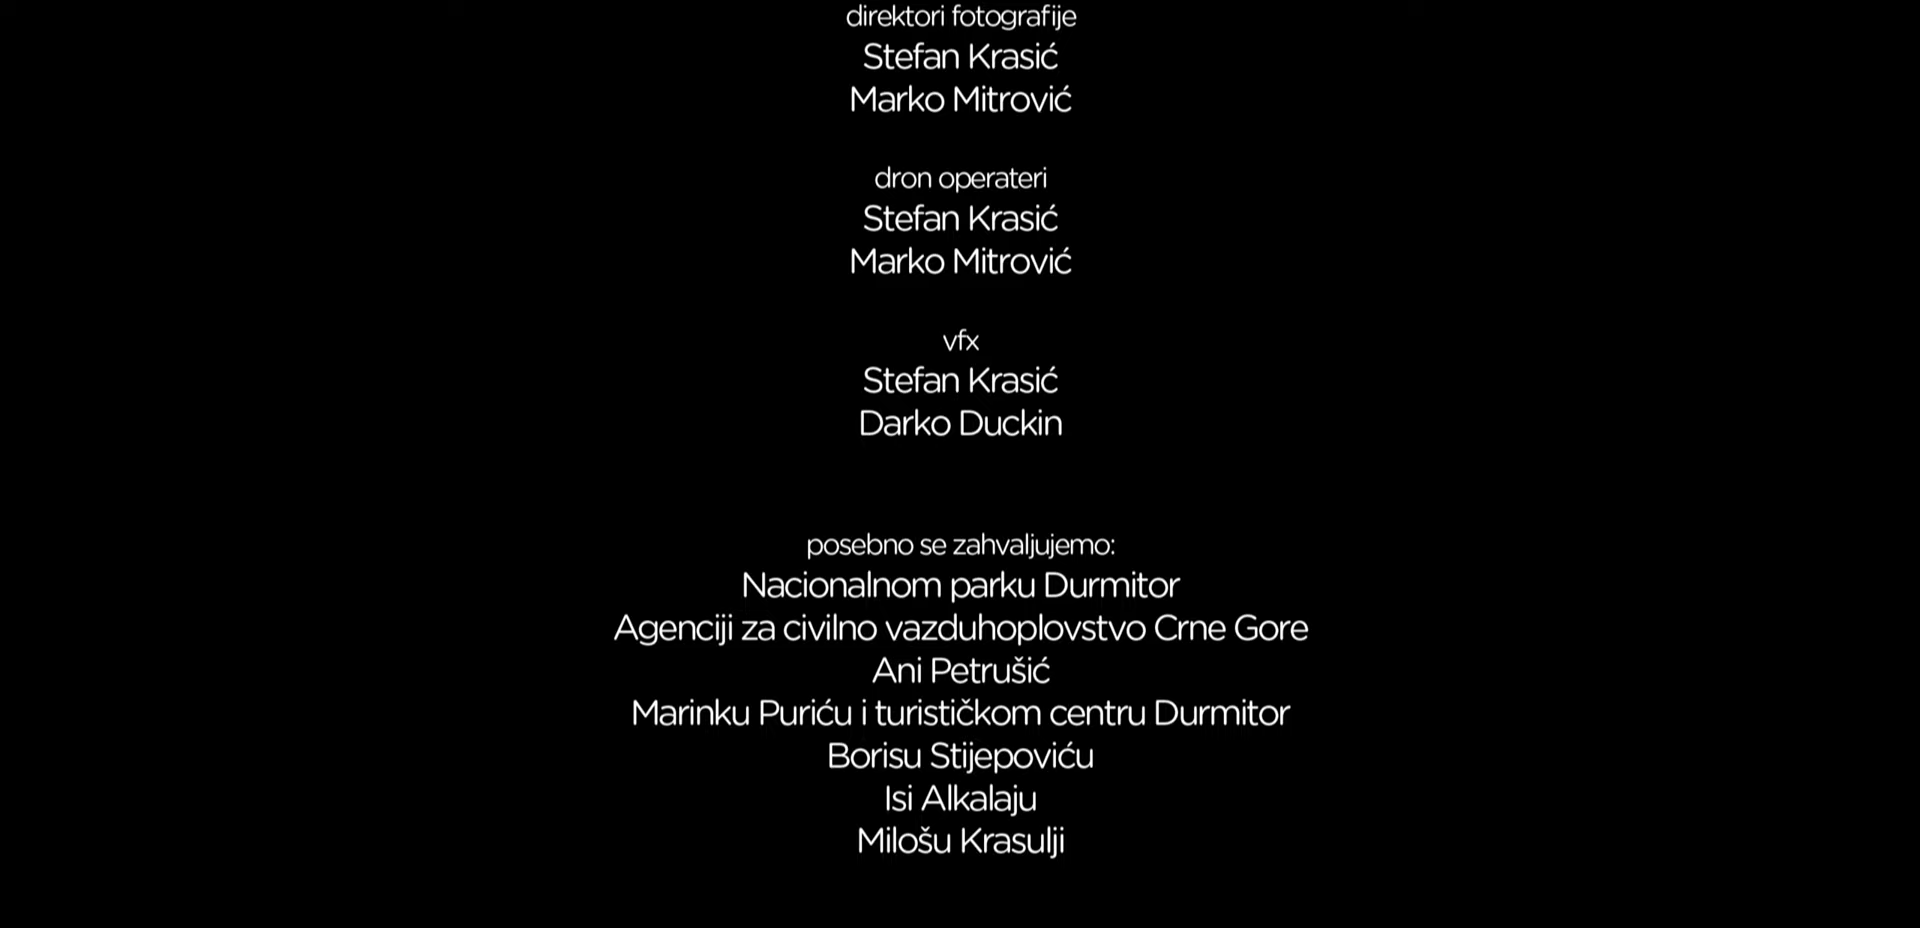 direktori fotografije
Stefan Krasić
Marko Mitrović
dron operateri
Stefan Krasić
Marko Mitrović
vfx
Stefan Krasić
Darko Duckin
posebno se zahvaljujemo:
Nacionalnom parku Durmitor
Agenciji za civilno vazduhoplovstvo Crne Gore
Ani Petrušić
Marinku Puriću i turističkom centru Durmitor
Borisu Stijepoviću
Isi Alkalaju
Milošu Krasulji